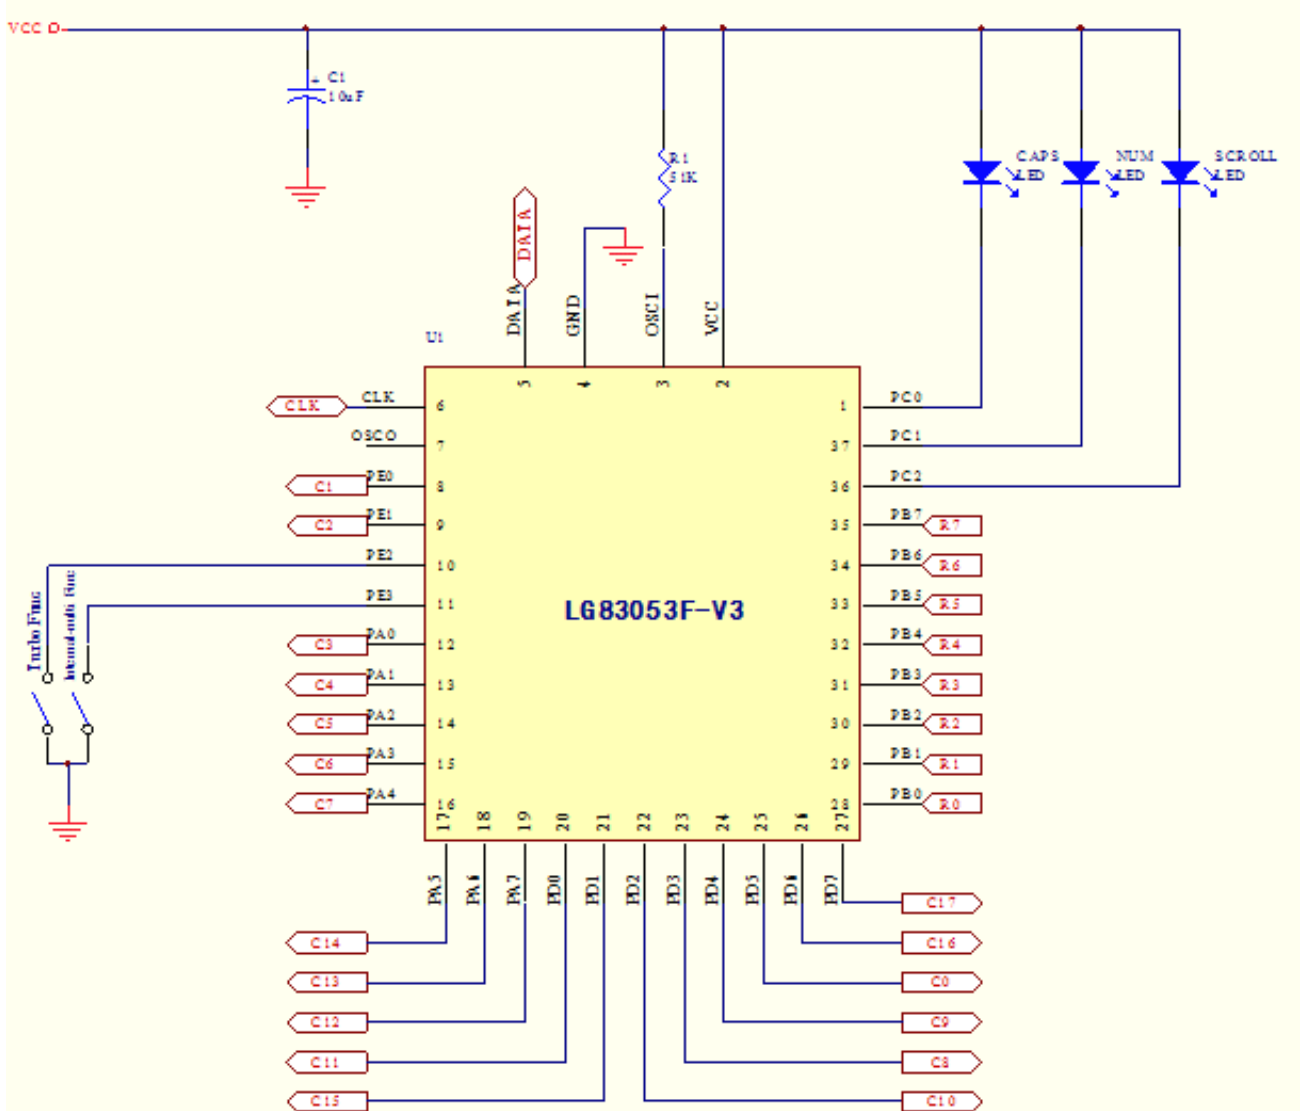 VCC
C1
10uF
R1
51K
CAPS
LED
NUM
LED
SCROLL
LED
DATA
DATA
GND
OSCI
VCC
U1
5
4
3
2
CLK
CLK
6
1
PC0
OSCO
7
37
PC1
C1
PE0
8
36
PC2
C2
PE1
9
35
PB7
R7
PE2
10
34
PB6
R6
PE3
11
33
PB5
R5
LG83053F-V3
Turbo Func
Internal-multi Func
C3
PA0
12
32
PB4
R4
C4
PA1
13
31
PB3
R3
C5
PA2
14
30
PB2
R2
C6
PA3
15
29
PB1
R1
C7
PA4
16
28
PB0
R0
17
18
19
20
21
22
23
24
25
26
27
PA5
PA6
PA7
PD0
PD1
PD2
PD3
PD4
PD5
PD6
PD7
C17
C14
C16
C13
C0
C12
C9
C11
C8
C15
C10